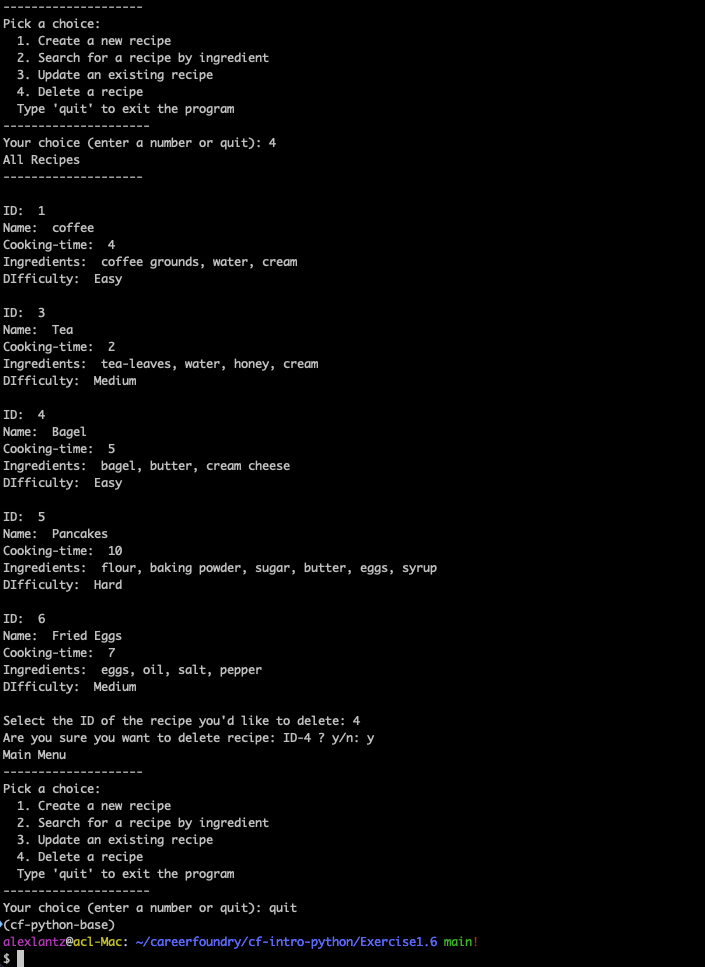 --------------------
Pick a choice:
  1. Create a new recipe
  2. Search for a recipe by ingredient
  3. Update an existing recipe
  4. Delete a recipe
  Type 'quit' to exit the program
---------------------
Your choice (enter a number or quit): 4
All Recipes
--------------------

ID:  1
Name:  coffee
Cooking-time:  4
Ingredients:  coffee grounds, water, cream
DIfficulty:  Easy

ID:  3
Name:  Tea
Cooking-time:  2
Ingredients:  tea-leaves, water, honey, cream
DIfficulty:  Medium

ID:  4
Name:  Bagel
Cooking-time:  5
Ingredients:  bagel, butter, cream cheese
DIfficulty:  Easy

ID:  5
Name:  Pancakes
Cooking-time:  10
Ingredients:  flour, baking powder, sugar, butter, eggs, syrup
DIfficulty:  Hard

ID:  6
Name:  Fried Eggs
Cooking-time:  7
Ingredients:  eggs, oil, salt, pepper
DIfficulty:  Medium

Select the ID of the recipe you'd like to delete: 4
Are you sure you want to delete recipe: ID-4 ? y/n: y
Main Menu
--------------------
Pick a choice:
  1. Create a new recipe
  2. Search for a recipe by ingredient
  3. Update an existing recipe
  4. Delete a recipe
  Type 'quit' to exit the program
---------------------
Your choice (enter a number or quit): quit
(cf-python-base)
alexlantz@acl-Mac: ~/careerfoundry/cf-intro-python/Exercise1.6 main!
$